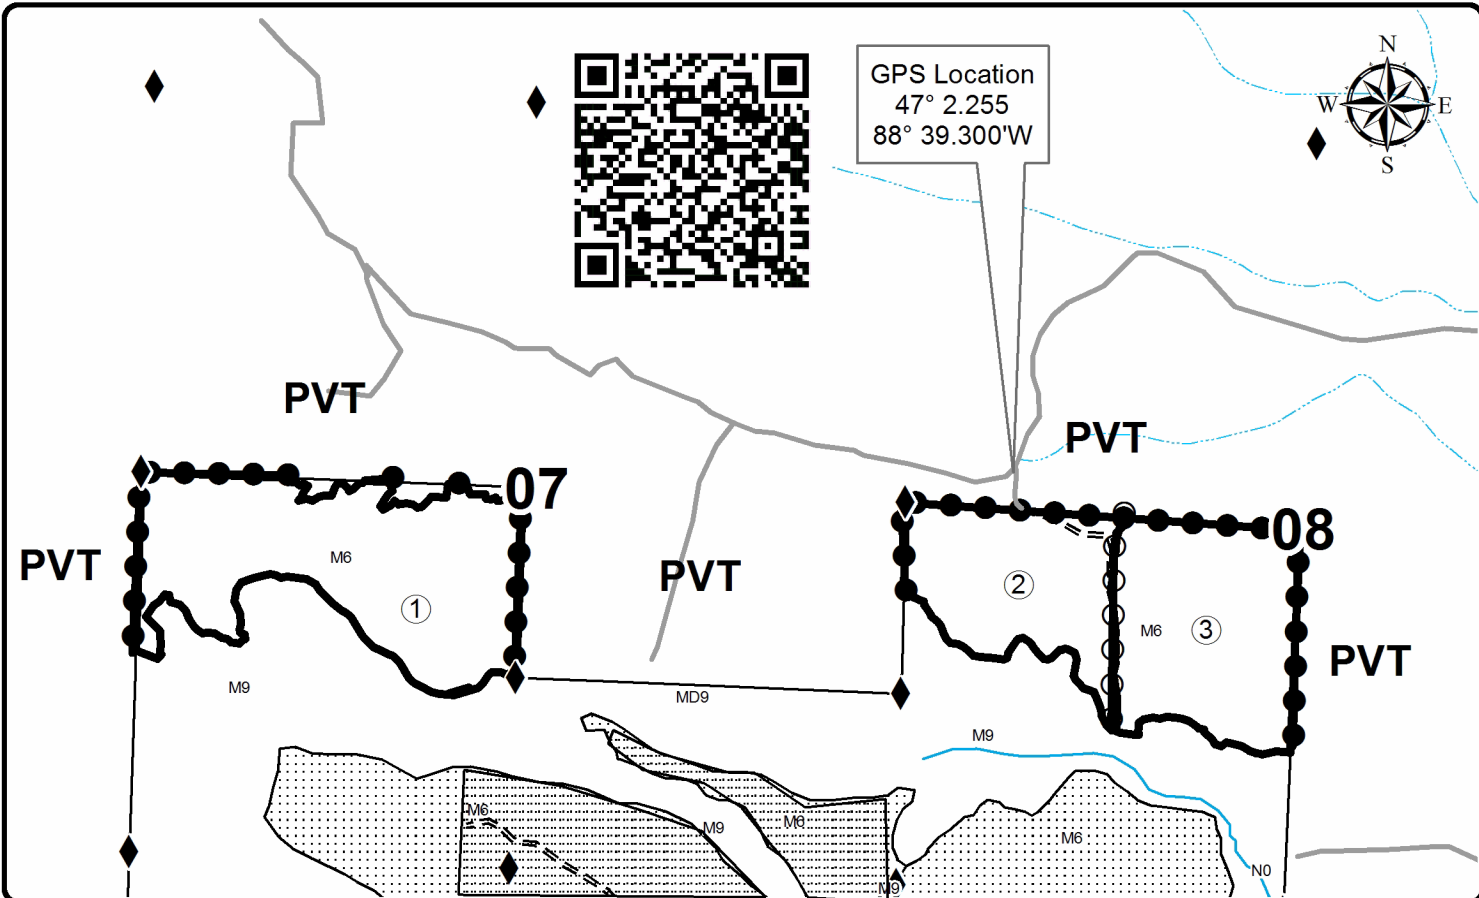 GPS Location
47° 2.255
88° 39.300'W
N
W
E
S
PVT
PVT
07
08
PVT
M6
PVT
2
1
M6
3
PVT
M9
MD9
M9
M6
M9
M6
M6
M9
N0